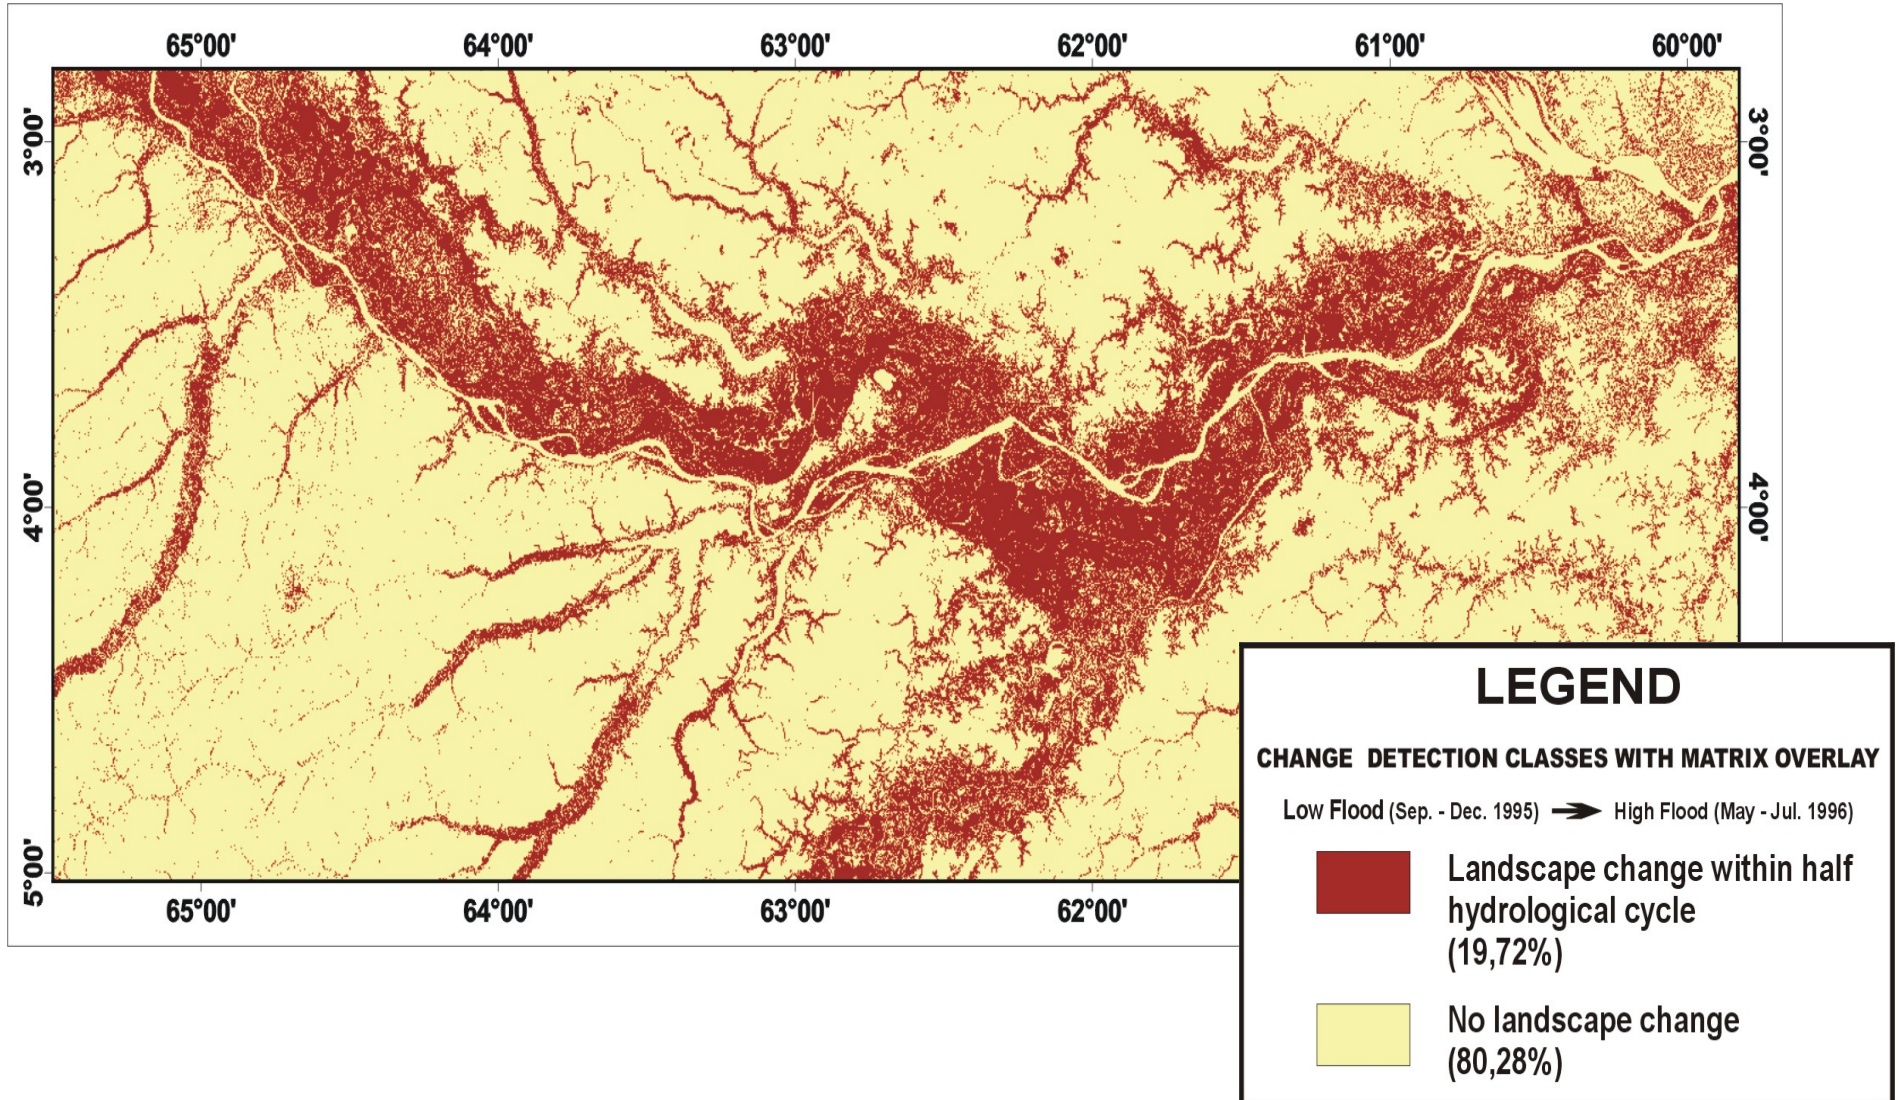 65°00' 64°00' 63°00' 62°00' 61°00' 60°00'
3°00' 3°00'
4°00' 4°00'
5°00'
65°00' 64°00' 63°00' 62°00'
LEGEND
CHANGE DETECTION CLASSES WITH MATRIX OVERLAY
Low Flood (Sep. - Dec. 1995) High Flood (May - Jul. 1996)
Landscape change within half
hydrological cycle
(19,72%)
No landscape change
(80,28%)